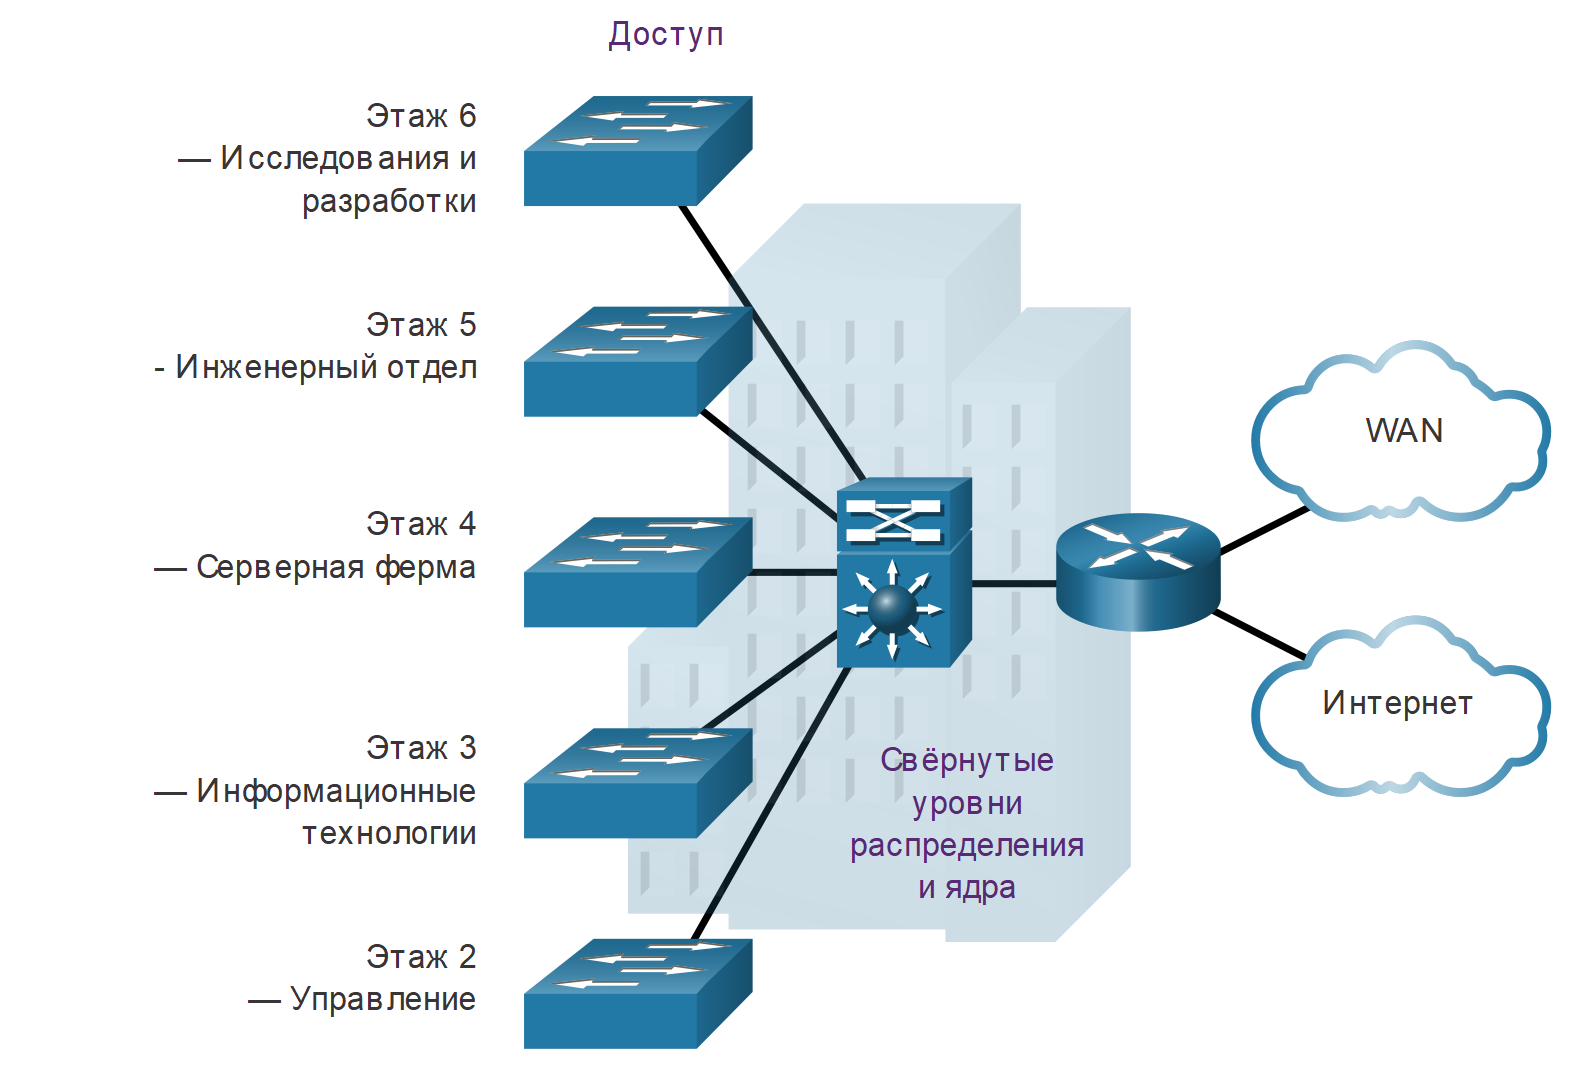 Доступ
Этаж 6
— Исследования и
разработки
Этаж 5
- Инженерный отдел
Этаж 4
— Серверная ферма
Этаж 3
— Информационные
технологии
Этаж 2
— Управление
Свёрнутые
уровни
распределения
и ядра
WAN
Интернет